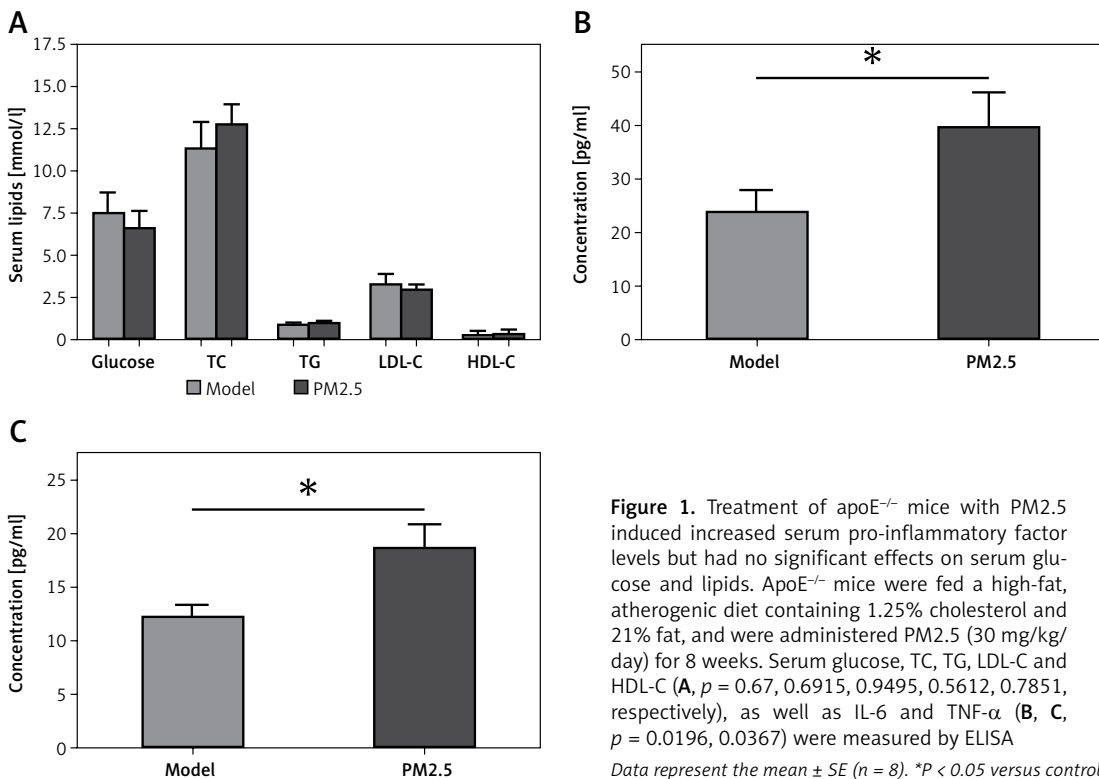 A
17.5
15.0
12.5
10.0
7.5
5.0
2.5
0
Serum lipids [mmol/l]
Glucose TC TG LDL-C HDL-C
Model PM2.5
B
50
40
30
20
10
0
Concentration [pg/ml]
*
Model PM2.5
C
25
20
15
10
5
0
Concentration [pg/ml]
*
Model PM2.5
Figure 1. Treatment of apoE–/– mice with PM2.5
induced increased serum pro-inflammatory factor
levels but had no significant effects on serum glu-
cose and lipids. ApoE–/– mice were fed a high-fat,
atherogenic diet containing 1.25% cholesterol and
21% fat, and were administered PM2.5 (30 mg/kg/
day) for 8 weeks. Serum glucose, TC, TG, LDL-C and
HDL-C (A, p = 0.67, 0.6915, 0.9495, 0.5612, 0.7851,
respectively), as well as IL-6 and TNF-α (B, C,
p = 0.0196, 0.0367) were measured by ELISA
Data represent the mean ± SE (n = 8). *P < 0.05 versus control